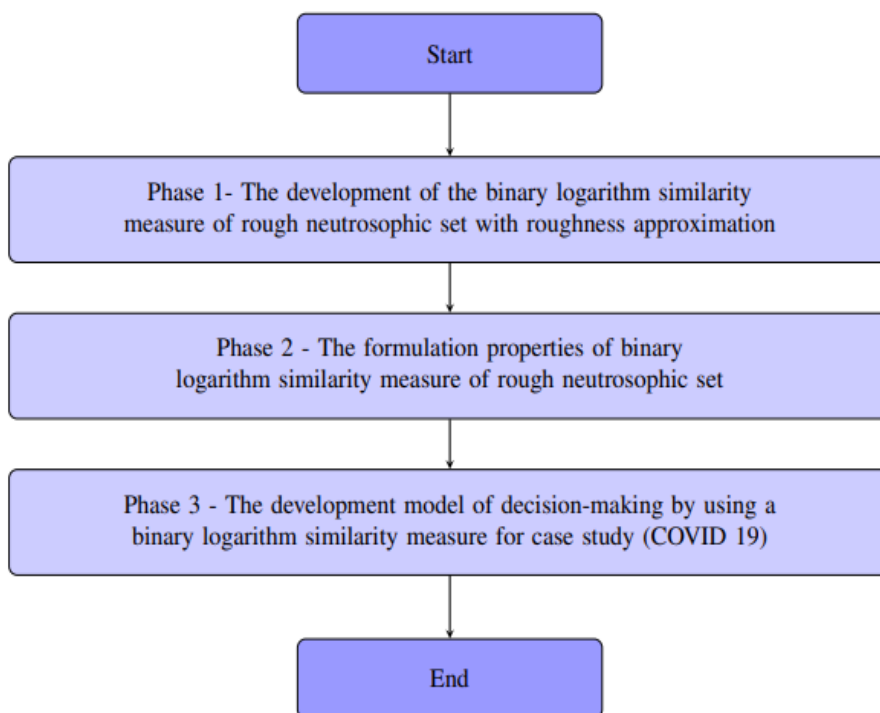 Start
Phase 1- The development of the binary logarithm similarity
measure of rough neutrosophic set with roughness approximation
Phase 2 - The formulation properties of binary
logarithm similarity measure of rough neutrosophic set
Phase 3 - The development model of decision-making by using a
binary logarithm similarity measure for case study (COVID 19)
End